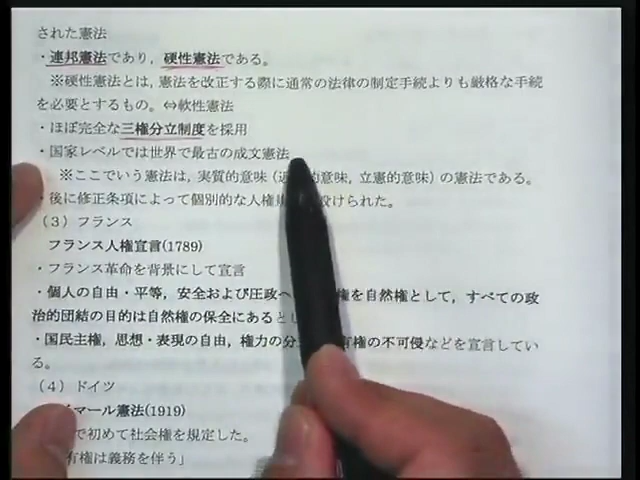 された憲法
・連邦憲法であり，硬性憲法である。
※硬性憲法とは，憲法を改正する際に通常の法律の制定手続よりも厳格な手続
を必要とするもの。⇔軟性憲法
・ほぼ完全な三権分立制度を採用
・国家レベルでは世界で最古の成文憲法
※ここでいう憲法は，実質的意味（近 的意味，立憲的意味）の憲法である。
・後に修正条項によって個別的な人権 設けられた。
（3）フランス
フランス人権宣言(1789)
・フランス革命を背景にして宣言
・個人の自由・平等，安全および圧政へ 権を自然権として，すべての政
治的団結の目的は自然権の保全にあると
・国民主権，思想・表現の自由，権力の分 有権の不可侵などを宣言してい
る。
（4）ドイツ
マール憲法(1919)
で初めて社会権を規定した。
有権は義務を伴う」